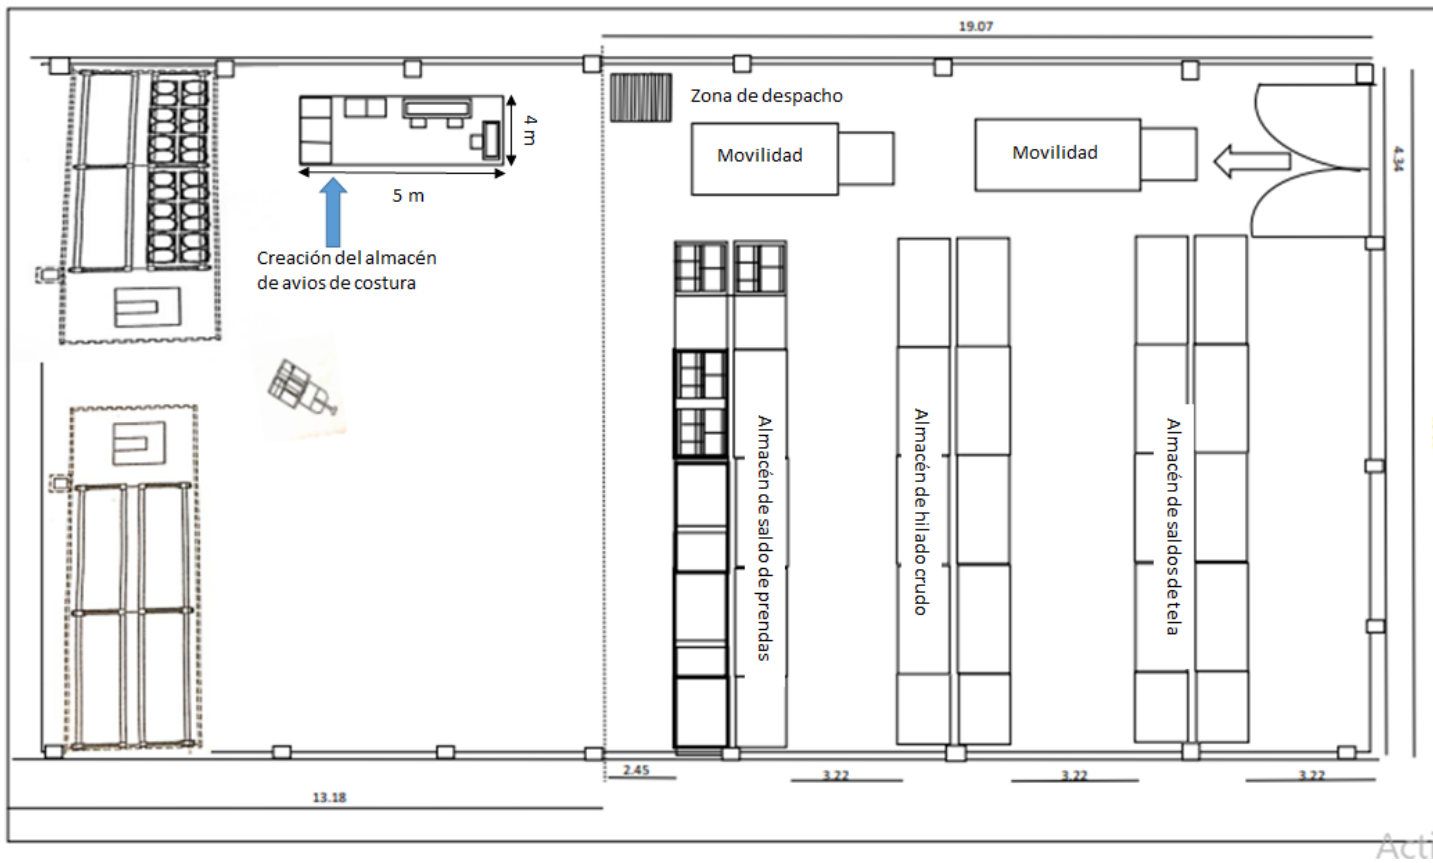 19.07
Zona de despacho
Movilidad
Movilidad
4 m
5 m
4.34
Creación del almacén
de avios de costura
Almacén de saldo de prendas
Almacén de hilado crudo
Almacén de saldos de tela
2.45
3.22
3.22
3.22
13.18
Acti